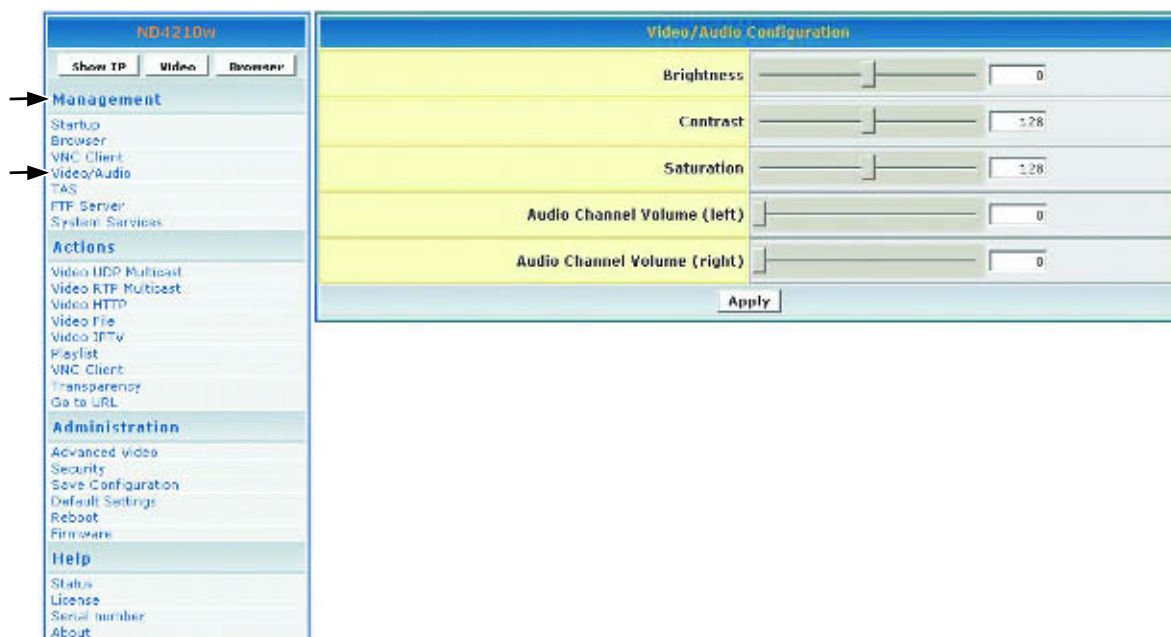 ND4210w
Show IP Video Browser
Management
Startup
Browser
VNC Client
Video/Audio
TAS
FTP Server
System Services
Actions
Video UDP Multicast
Video RTP Multicast
Video HTTP
Video File
Video IPTV
Playlist
VNC Client
Transparency
Go to URL
Administration
Advanced Video
Security
Save Configuration
Default Settings
Reboot
Firmware
Help
Status
License
Serial number
About
Video/Audio Configuration
Brightness 0
Contrast 128
Saturation 128
Audio Channel Volume (left) 0
Audio Channel Volume (right) 0
Apply